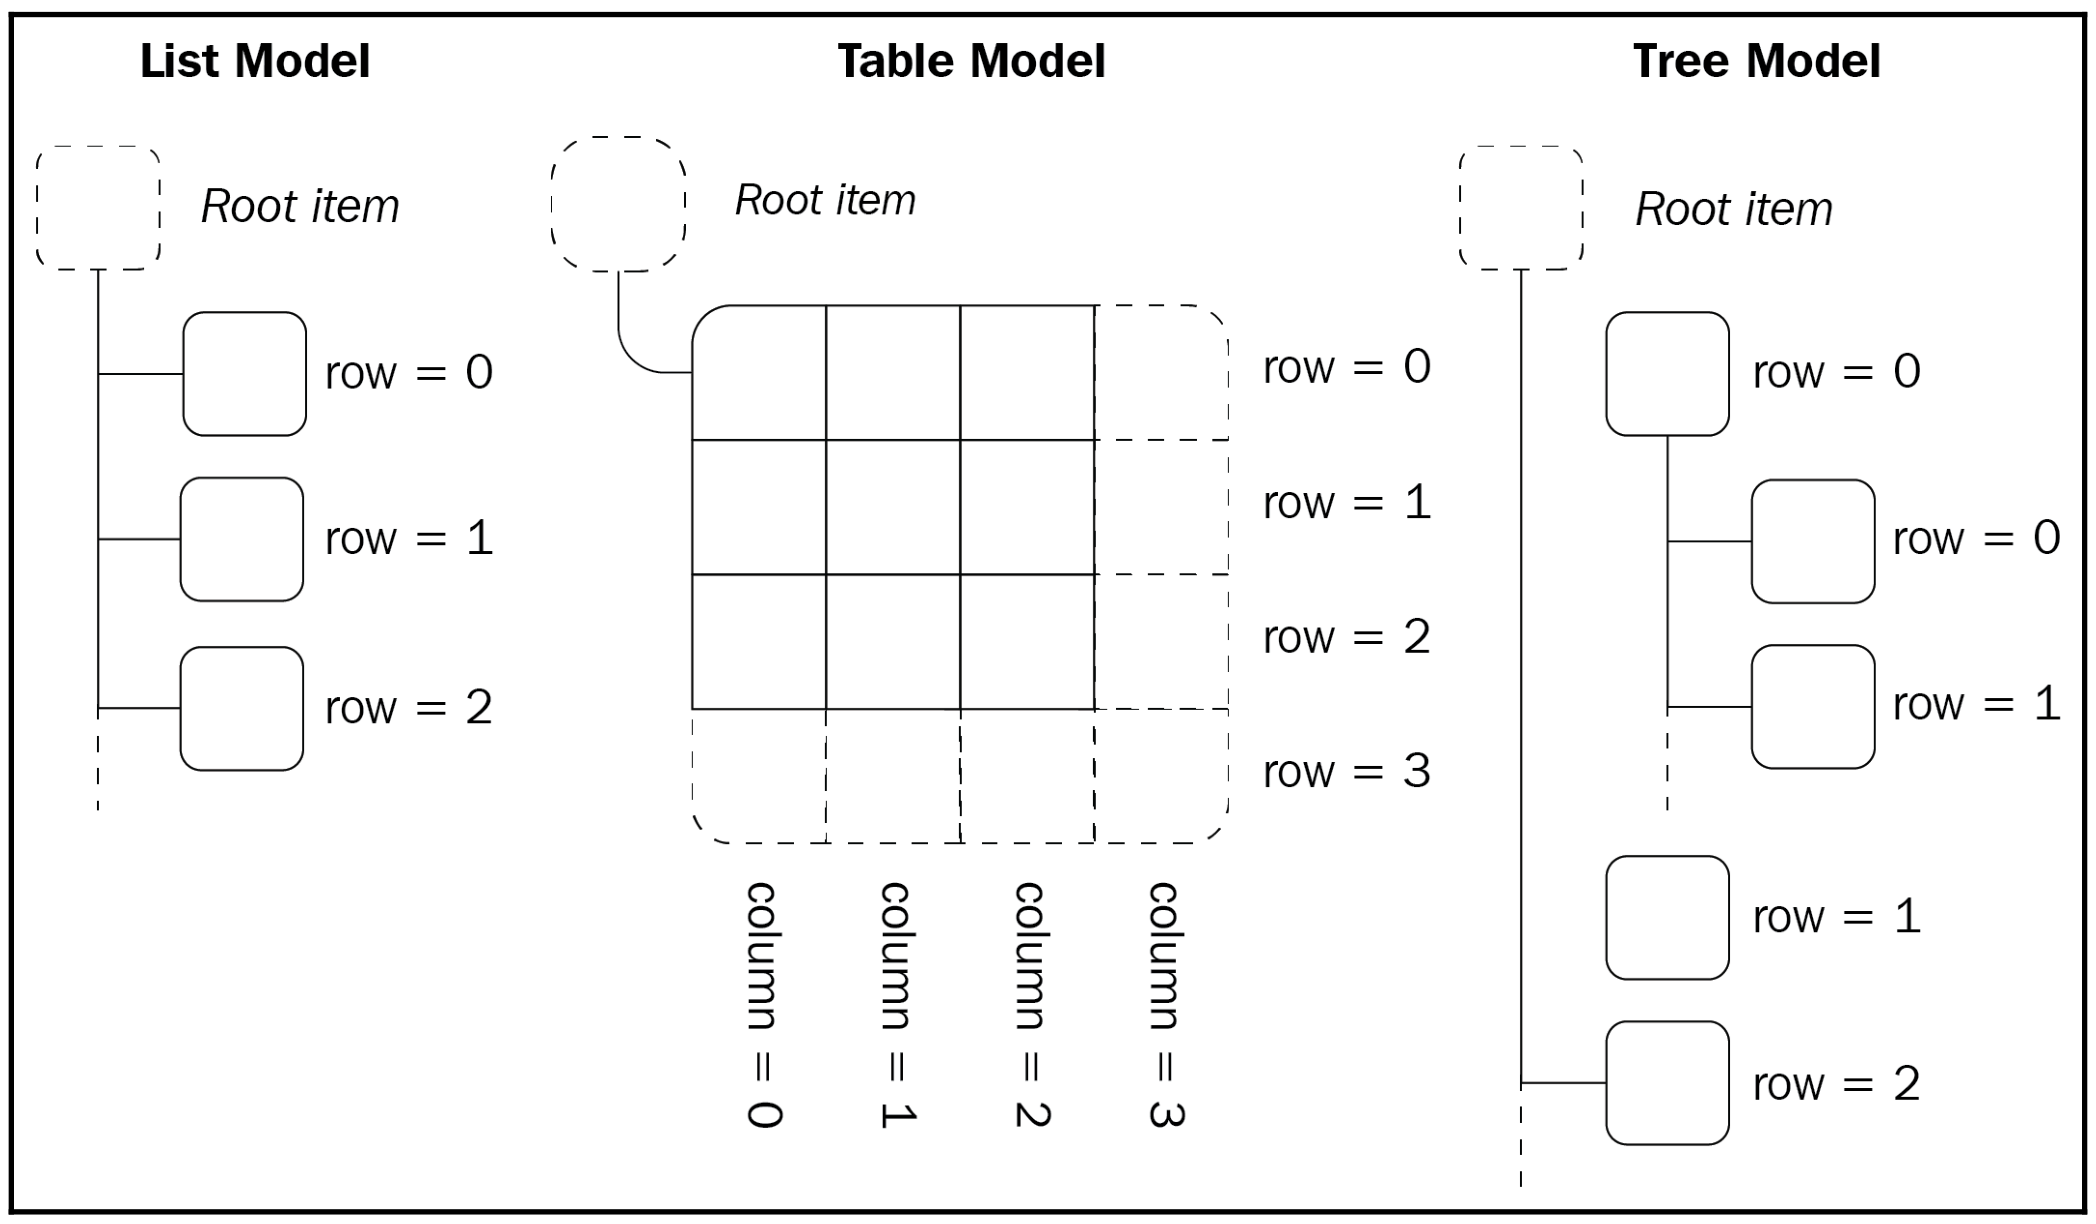 List Model
Root item
row = 0
row = 1
row = 2
Table Model
Root item
row = 0
row = 1
row = 2
row = 3
column = 0
column = 1
column = 2
column = 3
Tree Model
Root item
row = 0
row = 0
row = 1
row = 1
row = 2